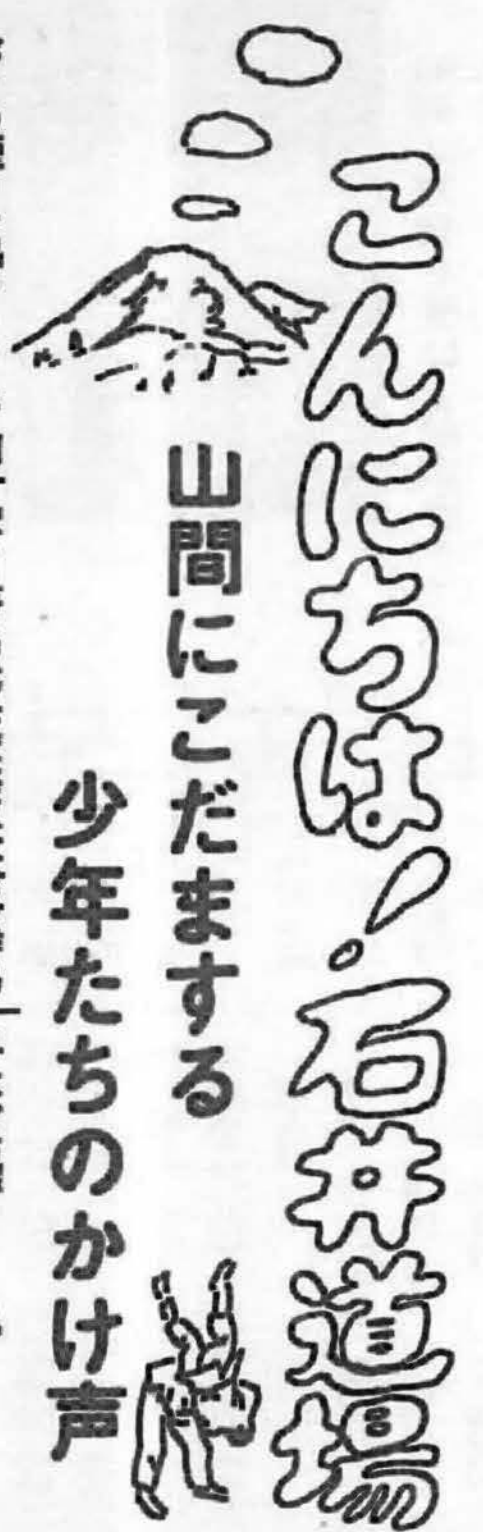 こんにちは！石井道場
山間にこだまする
少年たちのかけ声